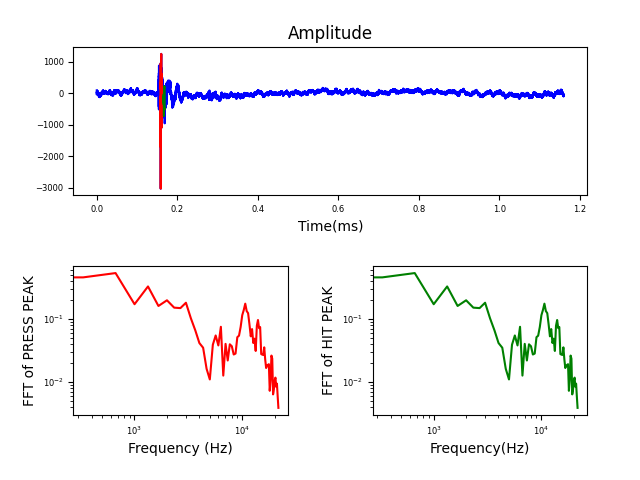 Amplitude
1000
0
−1000
−2000
−3000
0.0 0.2 0.4 0.6 0.8 1.0 1.2
Time(ms)
FFT of PRESS PEAK
10⁻¹
10⁻²
10³ 10⁴
Frequency (Hz)
FFT of HIT PEAK
10⁻¹
10⁻²
10³ 10⁴
Frequency(Hz)